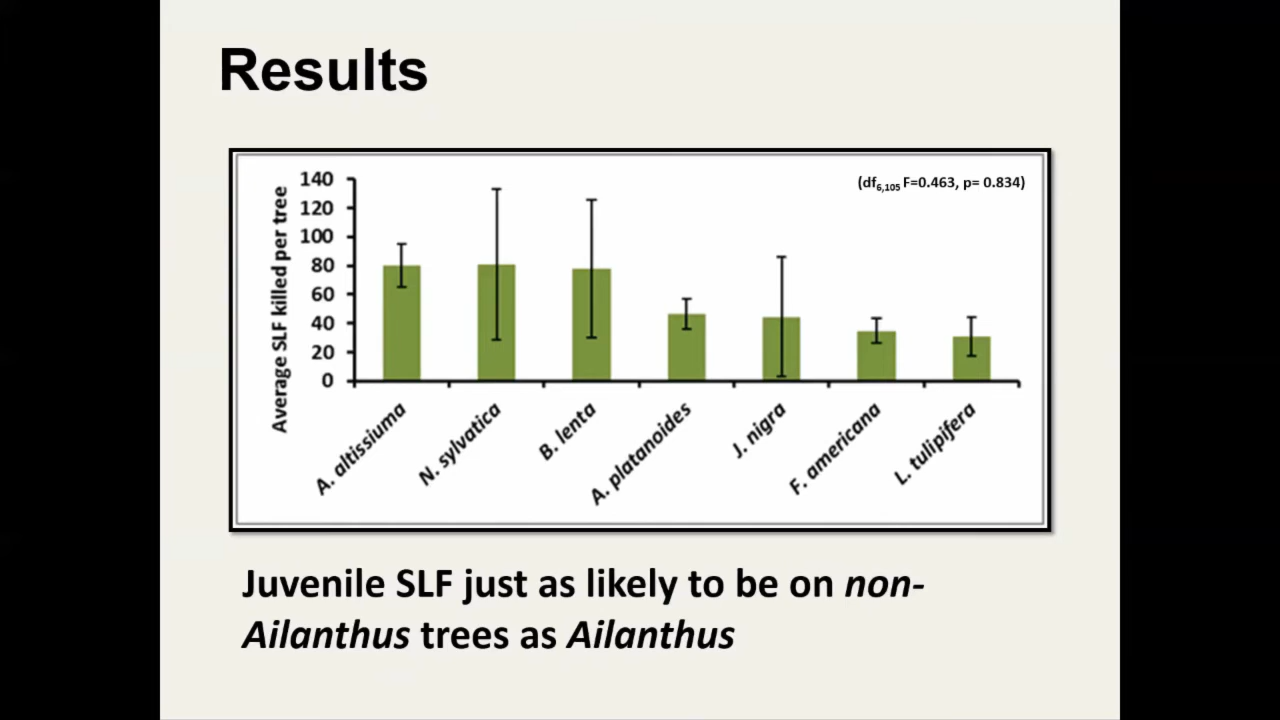 Results
(df6,105 F=0.463, p= 0.834)
Average SLF killed per tree
140
120
100
80
60
40
20
0
A. altissiuma
N. sylvatica
B. lenta
A. platanoides
J. nigra
F. americana
L. tulipifera
Juvenile SLF just as likely to be on non-
Ailanthus trees as Ailanthus